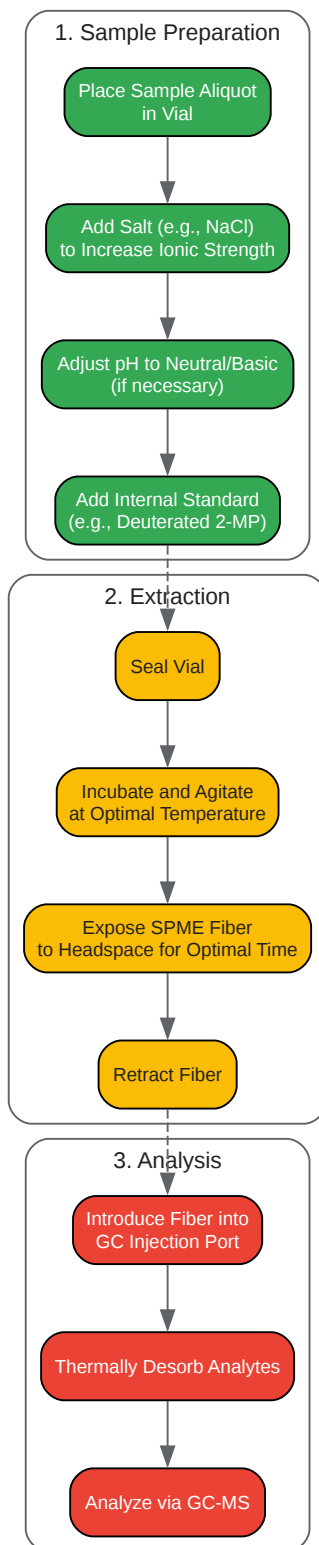 1. Sample Preparation
Place Sample Aliquot
in Vial
Add Salt (e.g., NaCl)
to Increase Ionic Strength
Adjust pH to Neutral/Basic
(if necessary)
Add Internal Standard
(e.g., Deuterated 2-MP)
2. Extraction
Seal Vial
Incubate and Agitate
at Optimal Temperature
Expose SPME Fiber
to Headspace for Optimal Time
Retract Fiber
3. Analysis
Introduce Fiber into
GC Injection Port
Thermally Desorb Analytes
Analyze via GC-MS